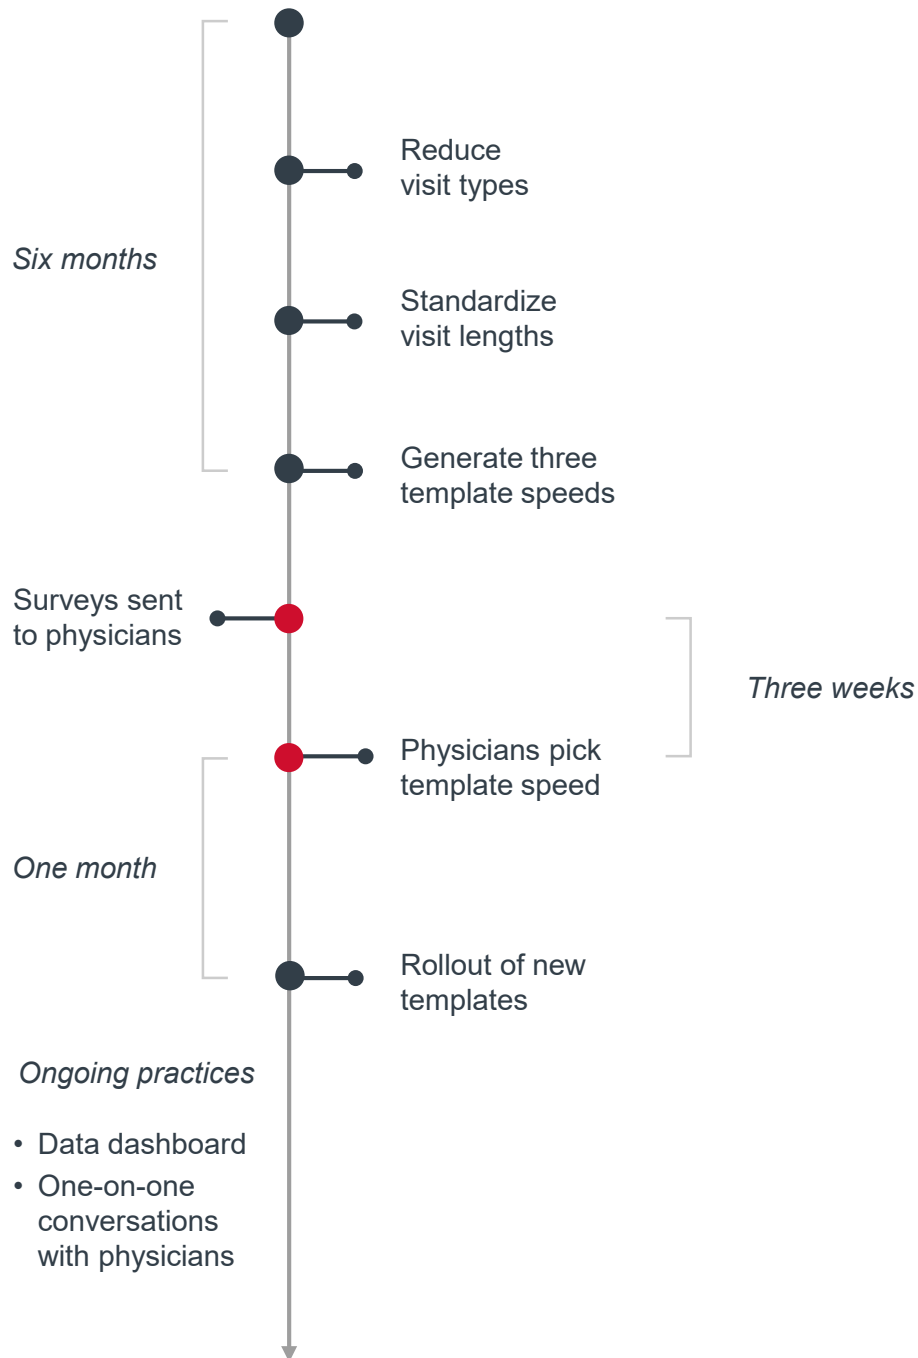 Reduce
visit types
Six months
Standardize
visit lengths
Generate three
template speeds
Surveys sent
to physicians
Three weeks
Physicians pick
template speed
One month
Rollout of new
templates
Ongoing practices
• Data dashboard
• One-on-one
conversations
with physicians